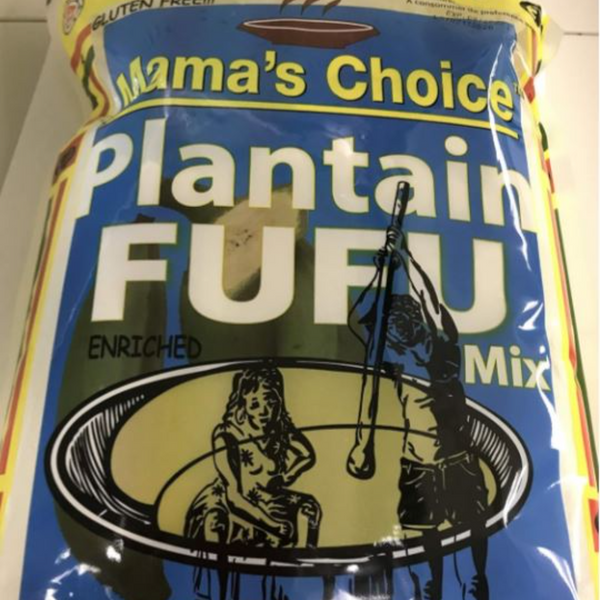 GLUTEN FREE!!!
Mama's Choice
Plantain
FUFU
ENRICHED
Mix